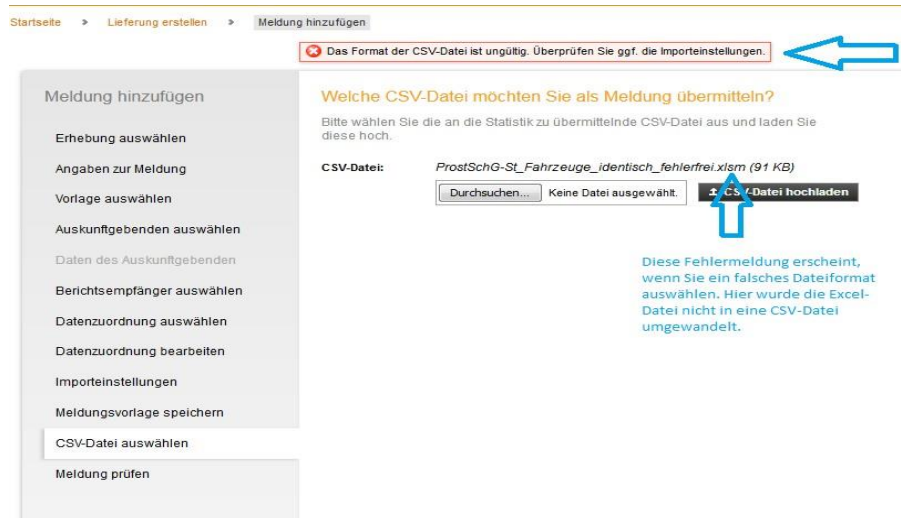 Startseite > Lieferung erstellen > Meldung hinzufügen
Das Format der CSV-Datei ist ungültig. Überprüfen Sie ggf. die Importeinstellungen.
Meldung hinzufügen
Erhebung auswählen
Angaben zur Meldung
Vorlage auswählen
Auskunftgebenden auswählen
Daten des Auskunftgebenden
Berichtsempfänger auswählen
Datenzuordnung auswählen
Datenzuordnung bearbeiten
Importeinstellungen
Meldungsvorlage speichern
CSV-Datei auswählen
Meldung prüfen
Welche CSV-Datei möchten Sie als Meldung übermitteln?
Bitte wählen Sie die an die Statistik zu übermittelnde CSV-Datei aus und laden Sie
diese hoch.
CSV-Datei: ProstSchG-St_Fahrzeuge_identisch_fehlerfrei.xlsm (91 KB)
Durchsuchen... Keine Datei ausgewählt. CSV-Datei hochladen
Diese Fehlermeldung erscheint,
wenn Sie ein falsches Dateiformat
auswählen. Hier wurde die Excel-
Datei nicht in eine CSV-Datei
umgewandelt.